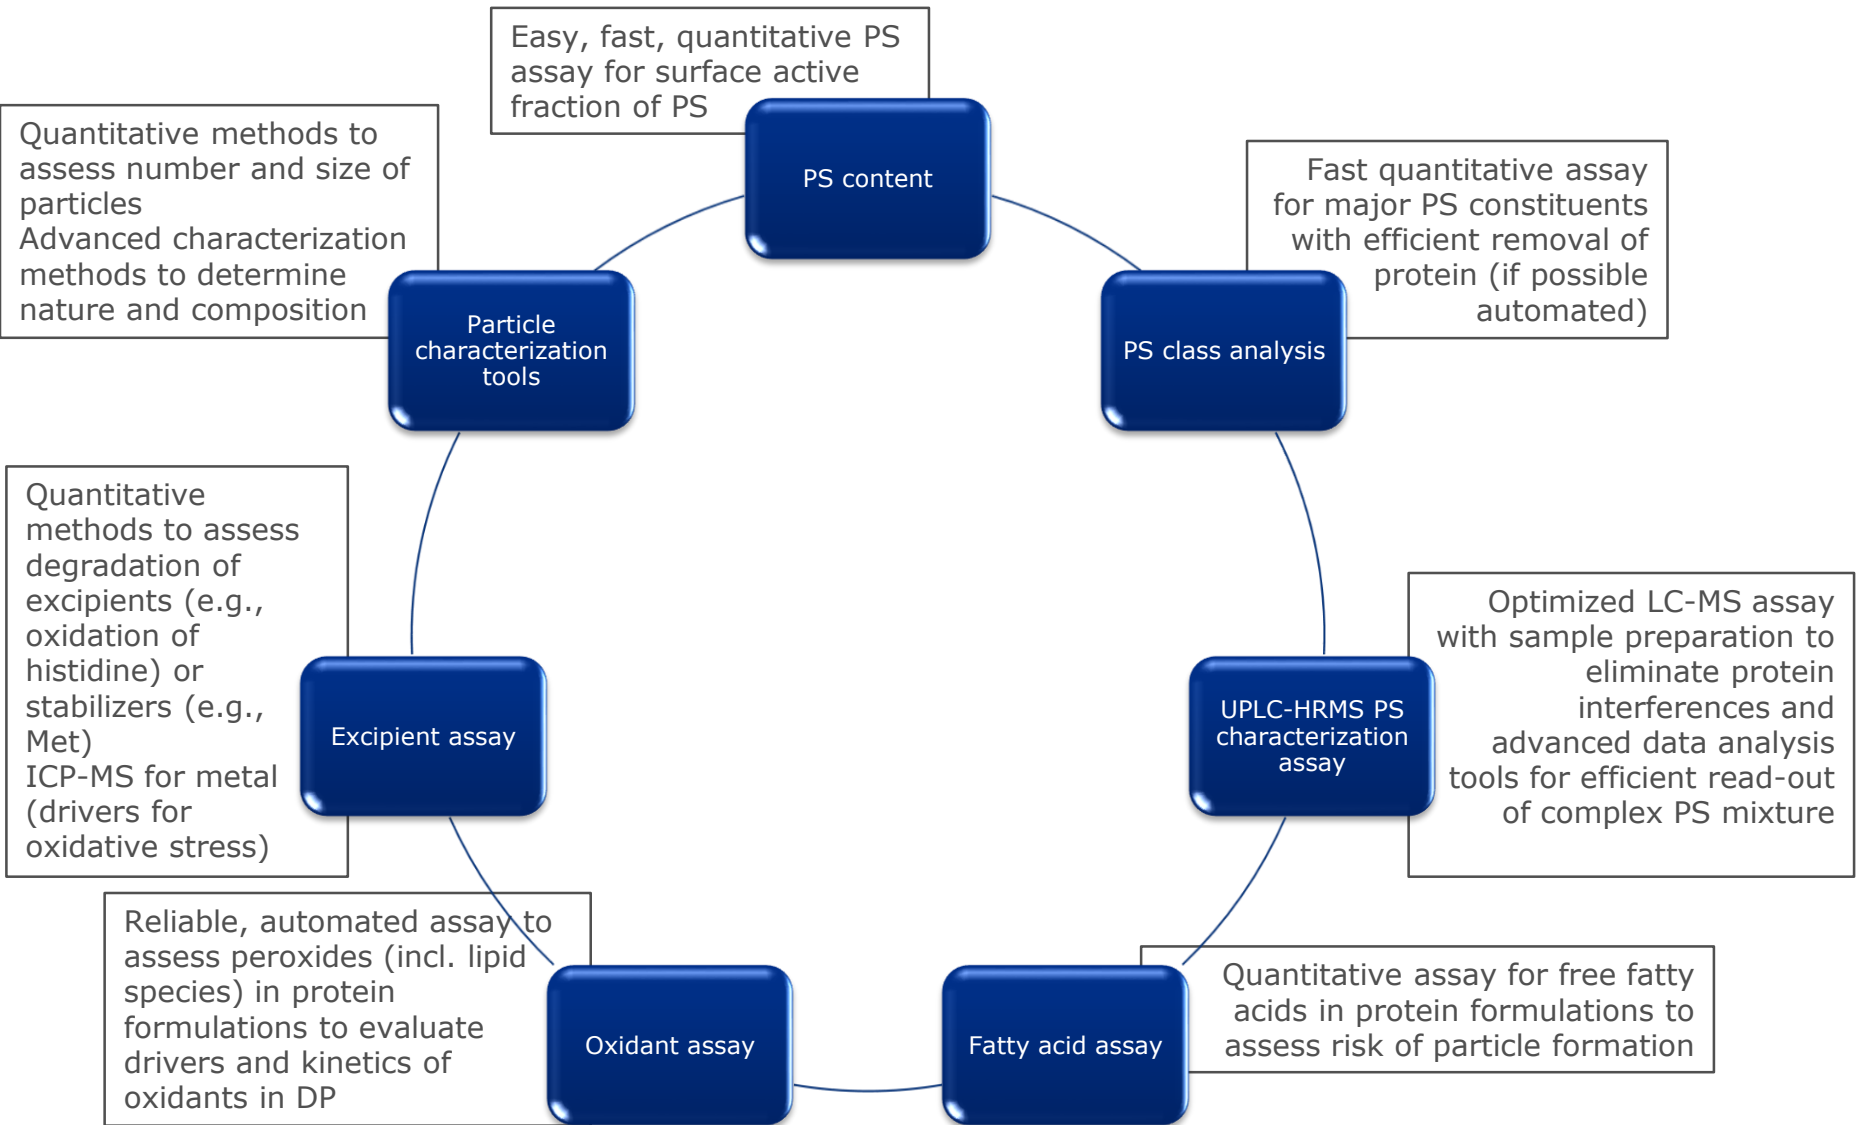 Easy, fast, quantitative PS
assay for surface active
fraction of PS
PS content
Fast quantitative assay
for major PS constituents
with efficient removal of
protein (if possible
automated)
PS class analysis
Optimized LC-MS assay
with sample preparation to
eliminate protein
interferences and
advanced data analysis
tools for efficient read-out
of complex PS mixture
UPLC-HRMS PS
characterization
assay
Quantitative assay for free fatty
acids in protein formulations to
assess risk of particle formation
Fatty acid assay
Reliable, automated assay to
assess peroxides (incl. lipid
species) in protein
formulations to evaluate
drivers and kinetics of
oxidants in DP
Oxidant assay
Quantitative
methods to assess
degradation of
excipients (e.g.,
oxidation of
histidine) or
stabilizers (e.g.,
Met)
ICP-MS for metal
(drivers for
oxidative stress)
Excipient assay
Quantitative methods to
assess number and size of
particles
Advanced characterization
methods to determine
nature and composition
Particle
characterization
tools